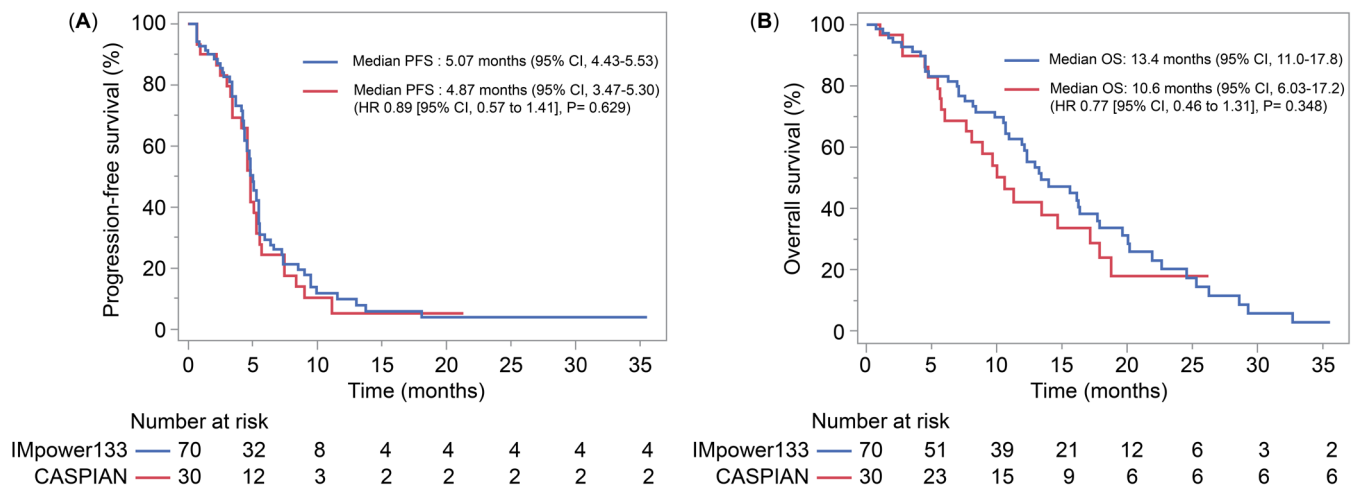 (A)
Progression-free survival (%)
100
80
60
40
20
0
Median PFS : 5.07 months (95% CI, 4.43-5.53)
Median PFS : 4.87 months (95% CI, 3.47-5.30)
(HR 0.89 [95% CI, 0.57 to 1.41], P= 0.629)
0 5 10 15 20 25 30 35
Time (months)
Number at risk
IMpower133 70 32 8 4 4 4 4 4
CASPIAN 30 12 3 2 2 2 2 2
(B)
Overrall survival (%)
100
80
60
40
20
0
Median OS: 13.4 months (95% CI, 11.0-17.8)
Median OS: 10.6 months (95% CI, 6.03-17.2)
(HR 0.77 [95% CI, 0.46 to 1.31], P= 0.348)
0 5 10 15 20 25 30 35
Time (months)
Number at risk
IMpower133 70 51 39 21 12 6 3 2
CASPIAN 30 23 15 9 6 6 6 6